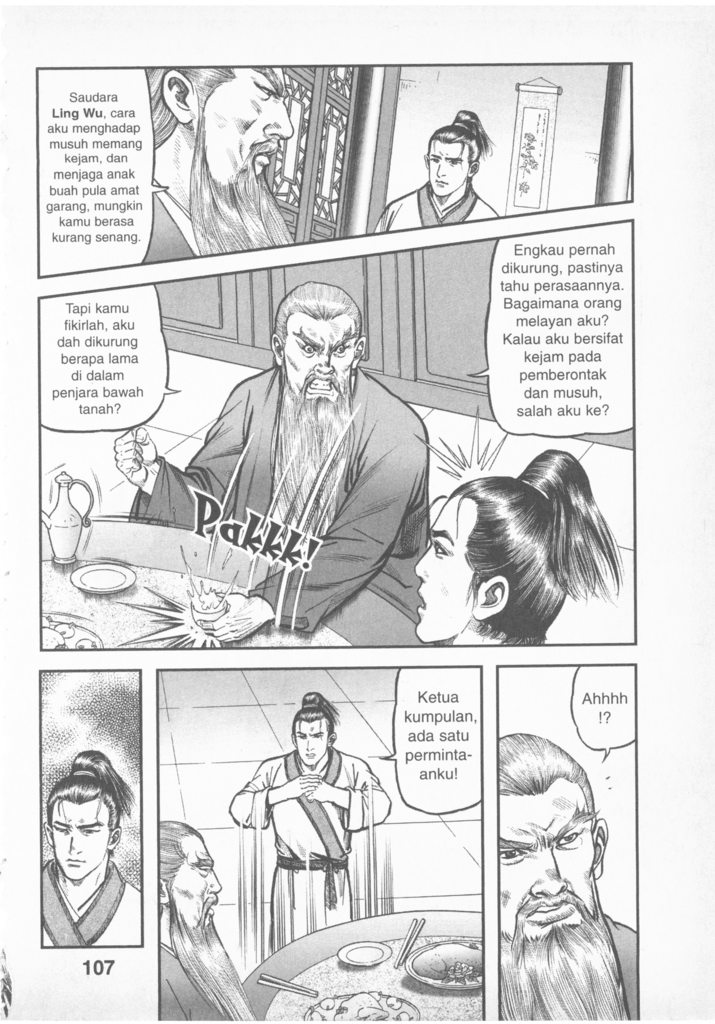 Saudara
Ling Wu, cara
aku menghadap
musuh memang
kejam, dan
menjaga anak
buah pula amat
garang, mungkin
kamu berasa
kurang senang.
Tapi kamu
fikirlah, aku
dah dikurung
berapa lama
di dalam
penjara bawah
tanah?
Engkau pernah
dikurung, pastinya
tahu perasaannya.
Bagaimana orang
melayan aku?
Kalau aku bersifat
kejam pada
pemberontak
dan musuh,
salah aku ke?
Pakkk!
Ketua
kumpulan,
ada satu
perminta-
anku!
Ahhhh
!?
107